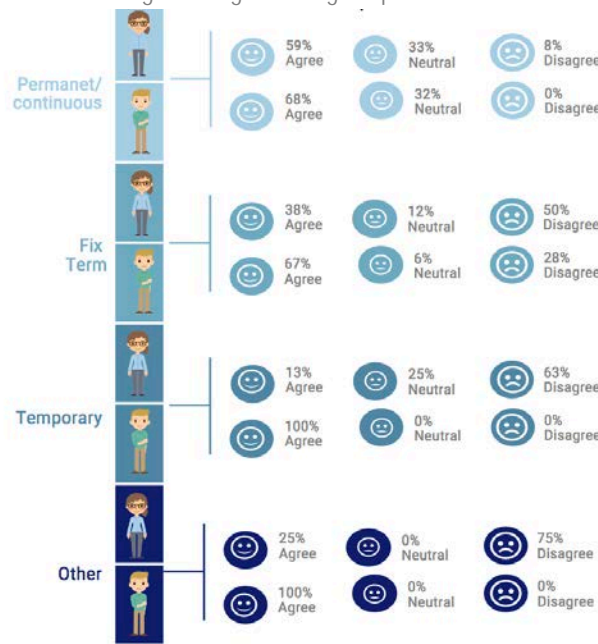 Permanet/
continuous
59%
Agree
33%
Neutral
8%
Disagree
68%
Agree
32%
Neutral
0%
Disagree
Fix
Term
38%
Agree
12%
Neutral
50%
Disagree
67%
Agree
6%
Neutral
28%
Disagree
Temporary
13%
Agree
25%
Neutral
63%
Disagree
100%
Agree
0%
Neutral
0%
Disagree
Other
25%
Agree
0%
Neutral
75%
Disagree
100%
Agree
0%
Neutral
0%
Disagree